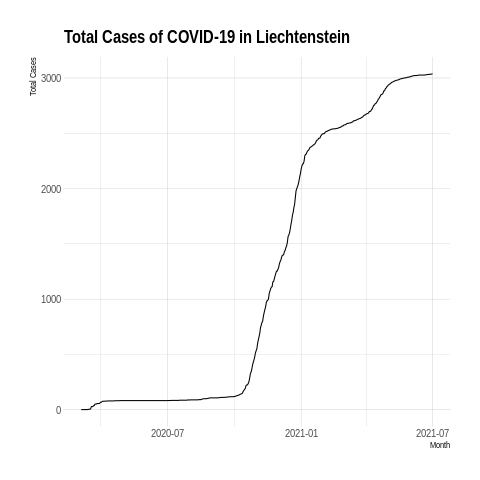 Total Cases of COVID-19 in Liechtenstein
Total Cases
3000
2000
1000
0
2020-07
2021-01
2021-07
Month